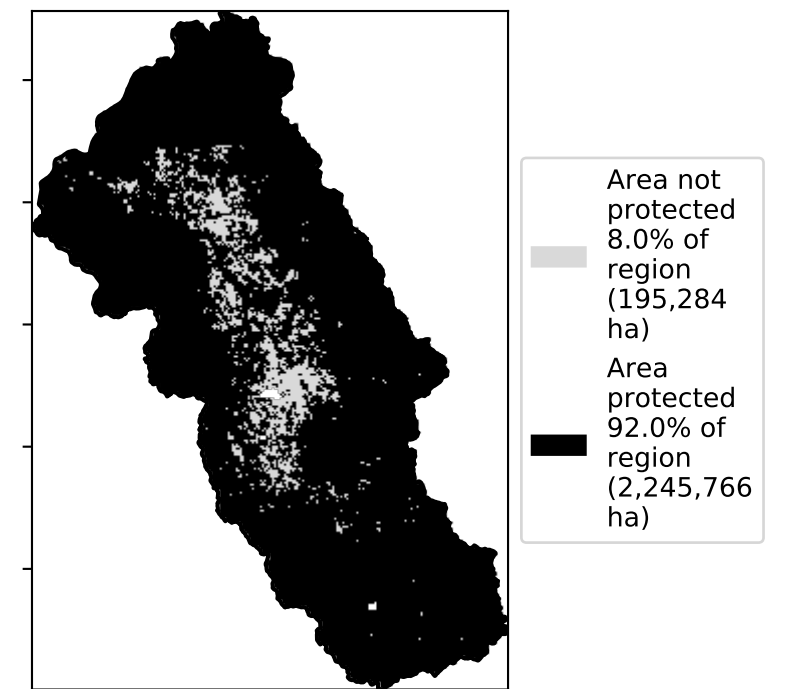 Area not
protected
8.0% of
region
(195,284
ha)
Area
protected
92.0% of
region
(2,245,766
ha)